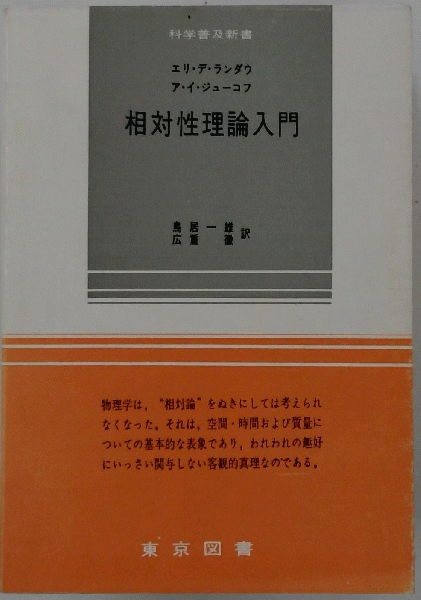 科学普及新書
エリ・デ・ランダウ
ア・イ・ジューコフ
相対性理論入門
鳥居一雄
広重徹
訳
物理学は，“相対論”をぬきにしては考えられ
なくなった。それは，空間・時間および質量に
ついての基本的な表象であり，われわれの趣好
にいっさい関与しない客観的真理なのである。
東京図書